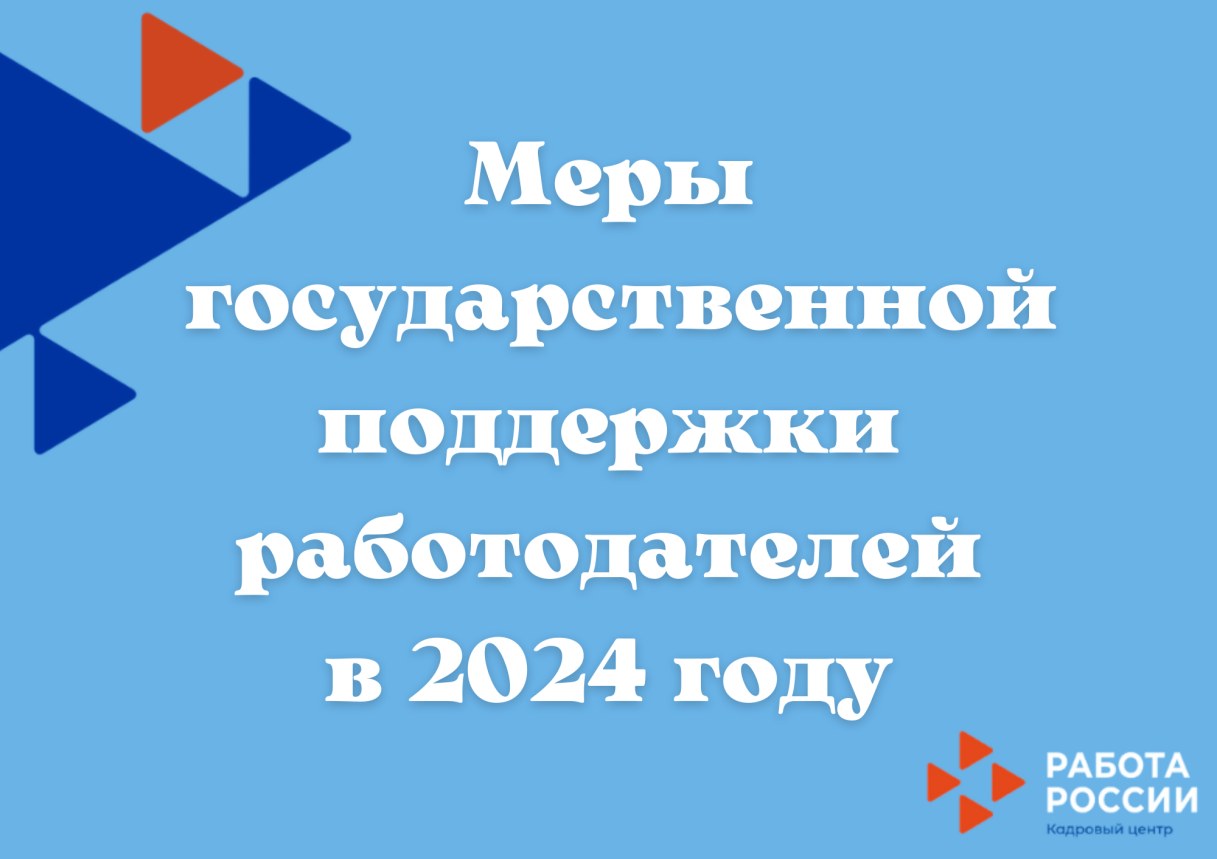 Меры
государственной
поддержки
работодателей
в 2024 году
РАБОТА
РОССИИ
Кадровый центр